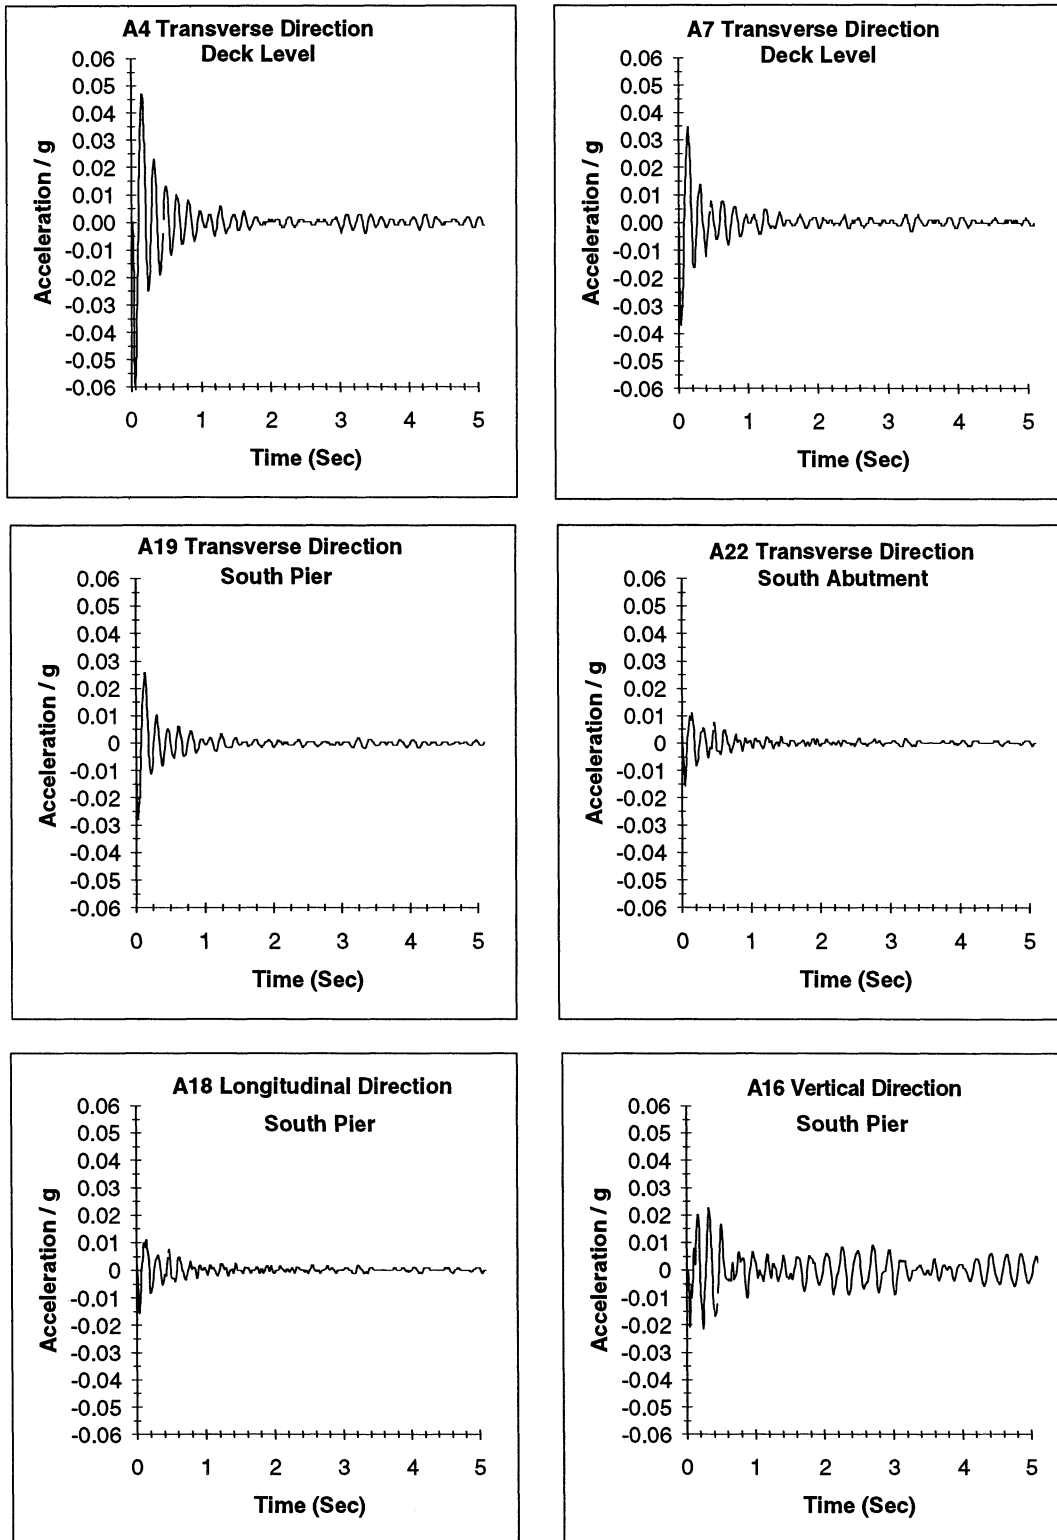 A4 Transverse Direction
Deck Level
0.06
0.05
0.04
0.03
0.02
0.01
0.00
-0.01
-0.02
-0.03
-0.04
-0.05
-0.06
Acceleration / g
0 1 2 3 4 5
Time (Sec)
A7 Transverse Direction
Deck Level
0.06
0.05
0.04
0.03
0.02
0.01
0.00
-0.01
-0.02
-0.03
-0.04
-0.05
-0.06
Acceleration / g
0 1 2 3 4 5
Time (Sec)
A19 Transverse Direction
South Pier
0.06
0.05
0.04
0.03
0.02
0.01
0
-0.01
-0.02
-0.03
-0.04
-0.05
-0.06
Acceleration / g
0 1 2 3 4 5
Time (Sec)
A22 Transverse Direction
South Abutment
0.06
0.05
0.04
0.03
0.02
0.01
0
-0.01
-0.02
-0.03
-0.04
-0.05
-0.06
Acceleration / g
0 1 2 3 4 5
Time (Sec)
A18 Longitudinal Direction
South Pier
0.06
0.05
0.04
0.03
0.02
0.01
0
-0.01
-0.02
-0.03
-0.04
-0.05
-0.06
Acceleration / g
0 1 2 3 4 5
Time (Sec)
A16 Vertical Direction
South Pier
0.06
0.05
0.04
0.03
0.02
0.01
0
-0.01
-0.02
-0.03
-0.04
-0.05
-0.06
Acceleration / g
0 1 2 3 4 5
Time (Sec)